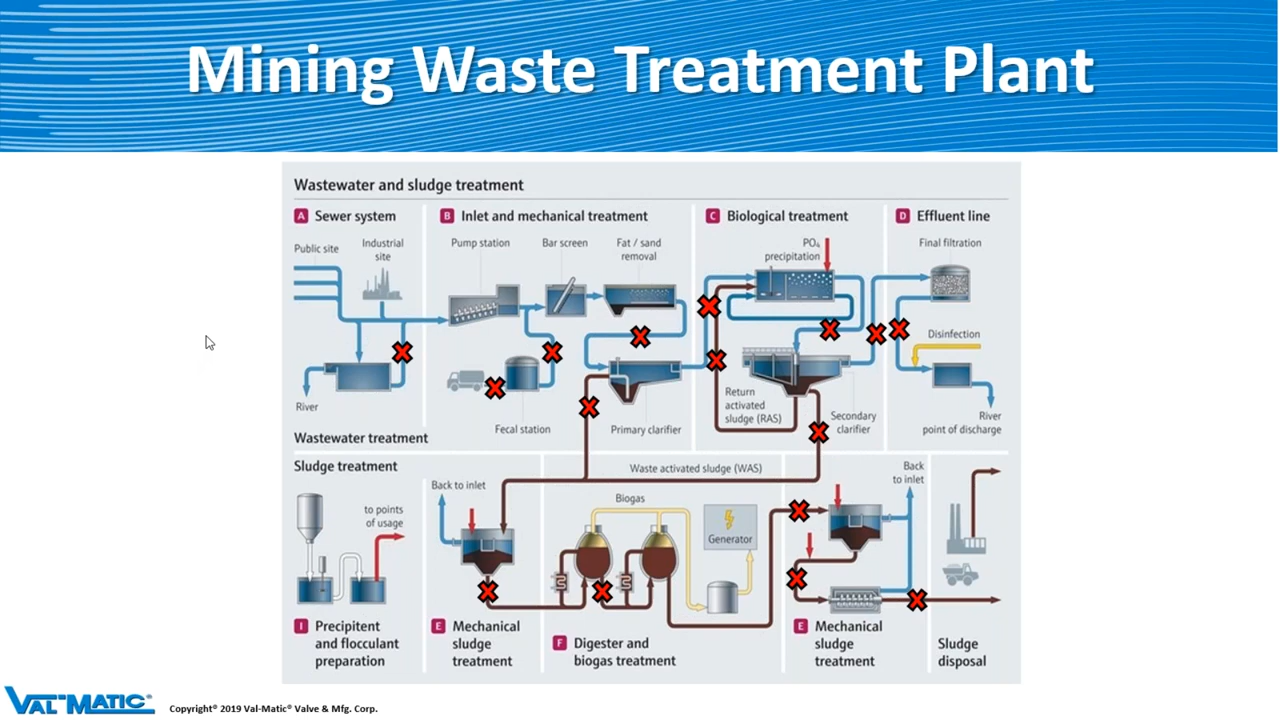 Mining Waste Treatment Plant
Wastewater and sludge treatment
A Sewer system
B Inlet and mechanical treatment
C Biological treatment
D Effluent line
Public site
Industrial
site
Pump station
Bar screen
Fat / sand
removal
PO₄
precipitation
Final filtration
Disinfection
River
Fecal station
Primary clarifier
Return
activated
sludge (RAS)
Secondary
clarifier
River
point of discharge
Wastewater treatment
Sludge treatment
Waste activated sludge (WAS)
Back
to inlet
Back to inlet
to points
of usage
Biogas
Generator
I Precipitent
and flocculant
preparation
E Mechanical
sludge
treatment
F Digester and
biogas treatment
E Mechanical
sludge
treatment
Sludge
disposal
VAL-MATIC®
Copyright© 2019 Val-Matic® Valve & Mfg. Corp.